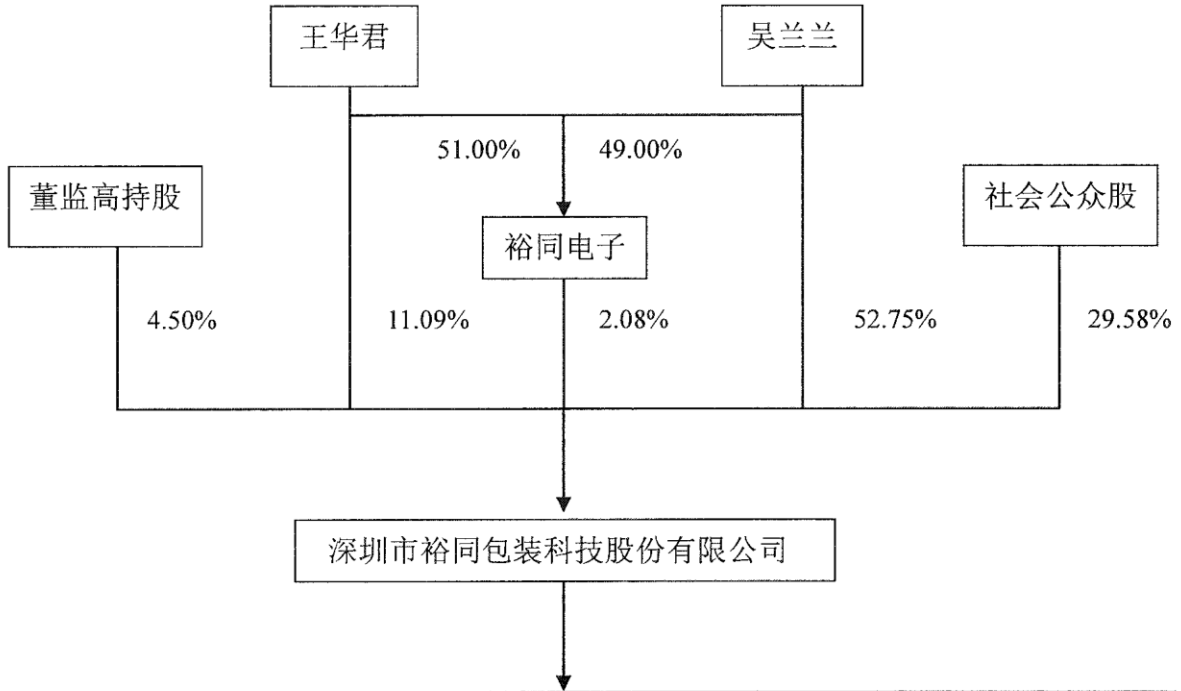 王华君
吴兰兰
51.00%
49.00%
董监高持股
社会公众股
裕同电子
4.50%
11.09%
2.08%
52.75%
29.58%
深圳市裕同包装科技股份有限公司